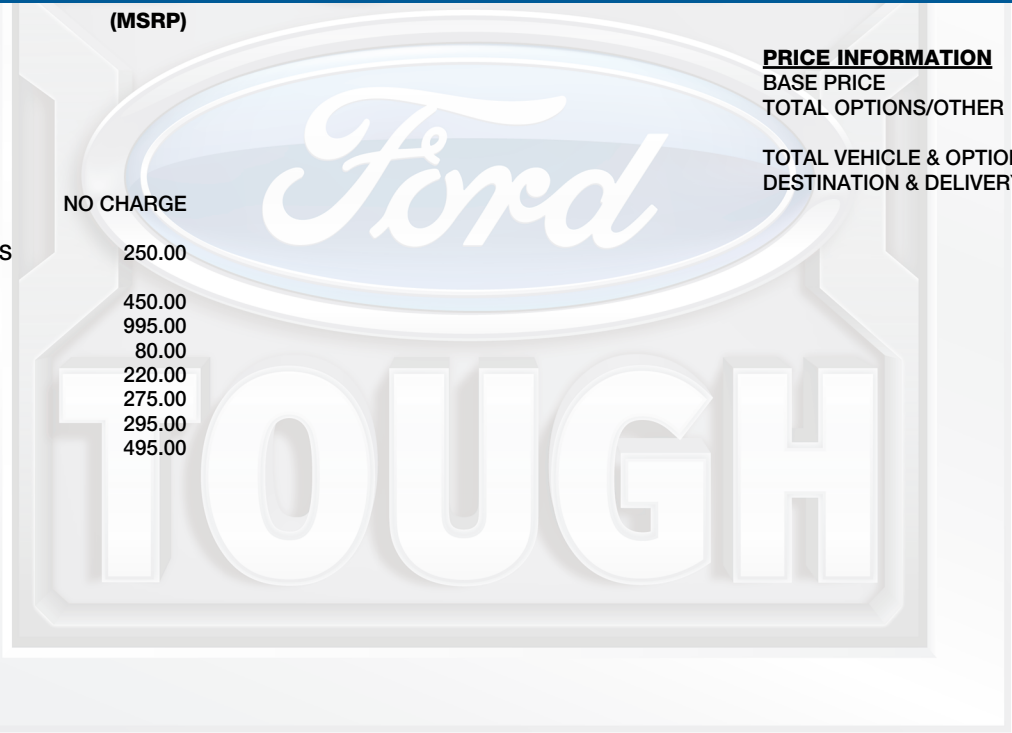 (MSRP)
NO CHARGE
S 250.00
450.00
995.00
80.00
220.00
275.00
295.00
495.00
PRICE INFORMATION
BASE PRICE
TOTAL OPTIONS/OTHER
TOTAL VEHICLE & OPTION
DESTINATION & DELIVERY
Ford
TOUGH